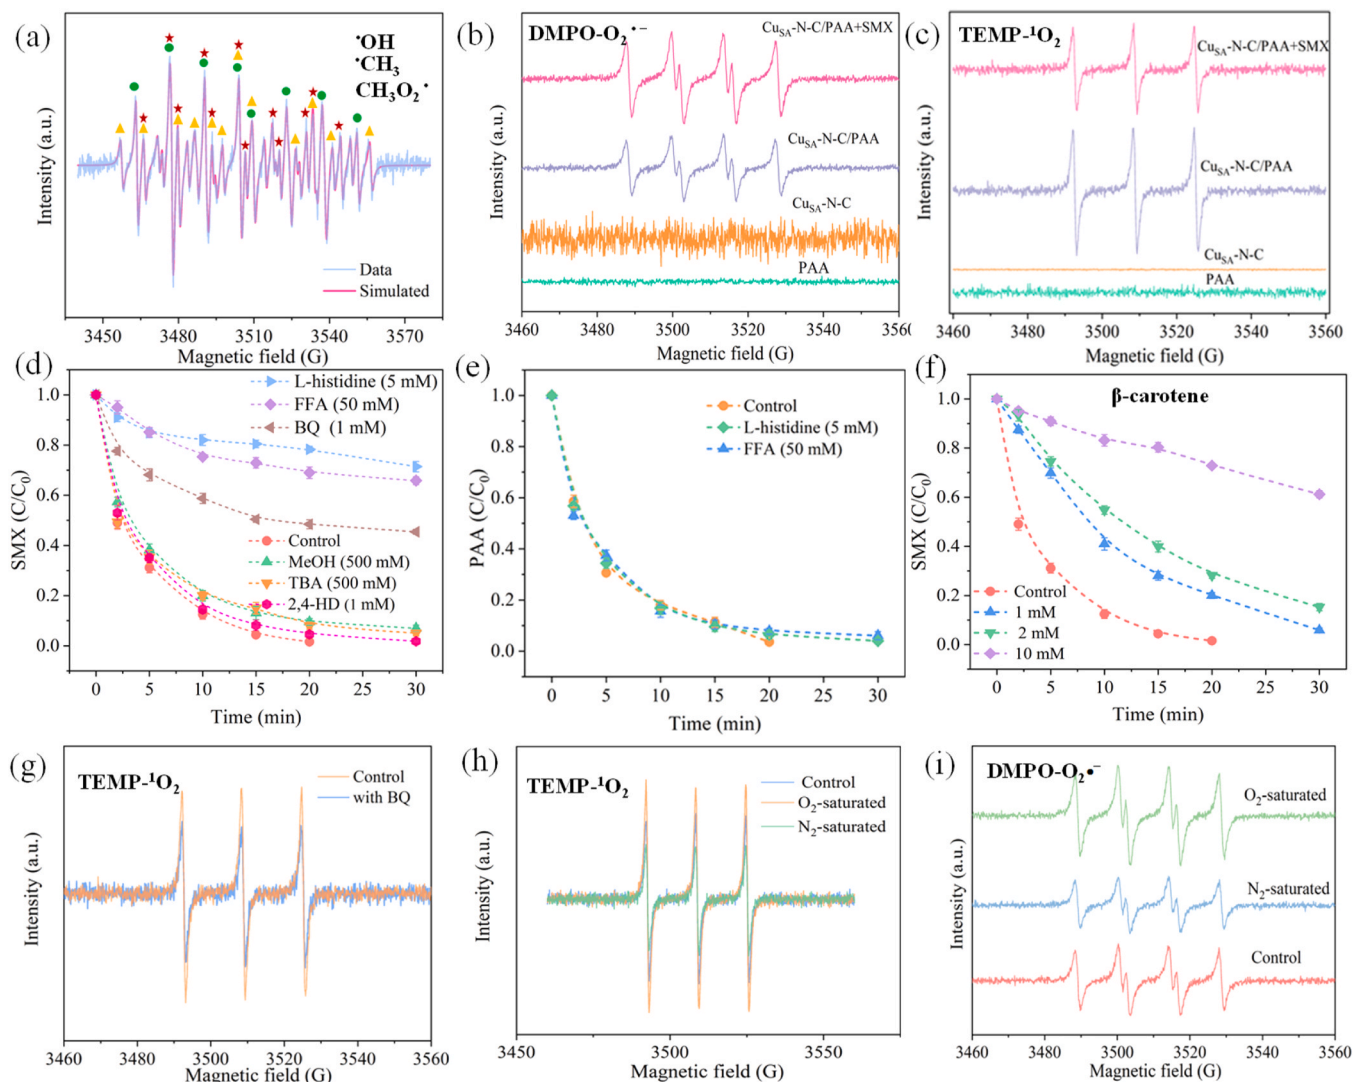 (a)
•OH
•CH3
CH3O2•
Intensity (a.u.)
Data
Simulated
3450 3480 3510 3540 3570
Magnetic field (G)
(b)
DMPO-O2•−
CuSA-N-C/PAA+SMX
CuSA-N-C/PAA
CuSA-N-C
PAA
Intensity (a.u.)
3460 3480 3500 3520 3540 3560
Magnetic field (G)
(c)
TEMP-1O2
CuSA-N-C/PAA+SMX
CuSA-N-C/PAA
CuSA-N-C
PAA
Intensity (a.u.)
3460 3480 3500 3520 3540 3560
Magnetic field (G)
(d)
L-histidine (5 mM)
FFA (50 mM)
BQ (1 mM)
Control
MeOH (500 mM)
TBA (500 mM)
2,4-HD (1 mM)
SMX (C/C0)
1.0
0.8
0.6
0.4
0.2
0.0
0 5 10 15 20 25 30
Time (min)
(e)
Control
L-histidine (5 mM)
FFA (50 mM)
PAA (C/C0)
1.0
0.8
0.6
0.4
0.2
0.0
0 5 10 15 20 25 30
Time (min)
(f)
β-carotene
Control
1 mM
2 mM
10 mM
SMX (C/C0)
1.0
0.8
0.6
0.4
0.2
0.0
0 5 10 15 20 25 30
Time (min)
(g)
TEMP-1O2
Control
with BQ
Intensity (a.u.)
3460 3480 3500 3520 3540 3560
Magnetic field (G)
(h)
TEMP-1O2
Control
O2-saturated
N2-saturated
Intensity (a.u.)
3450 3500 3550
Magnetic field (G)
(i)
DMPO-O2•−
O2-saturated
N2-saturated
Control
Intensity (a.u.)
3460 3480 3500 3520 3540 3560
Magnetic field (G)